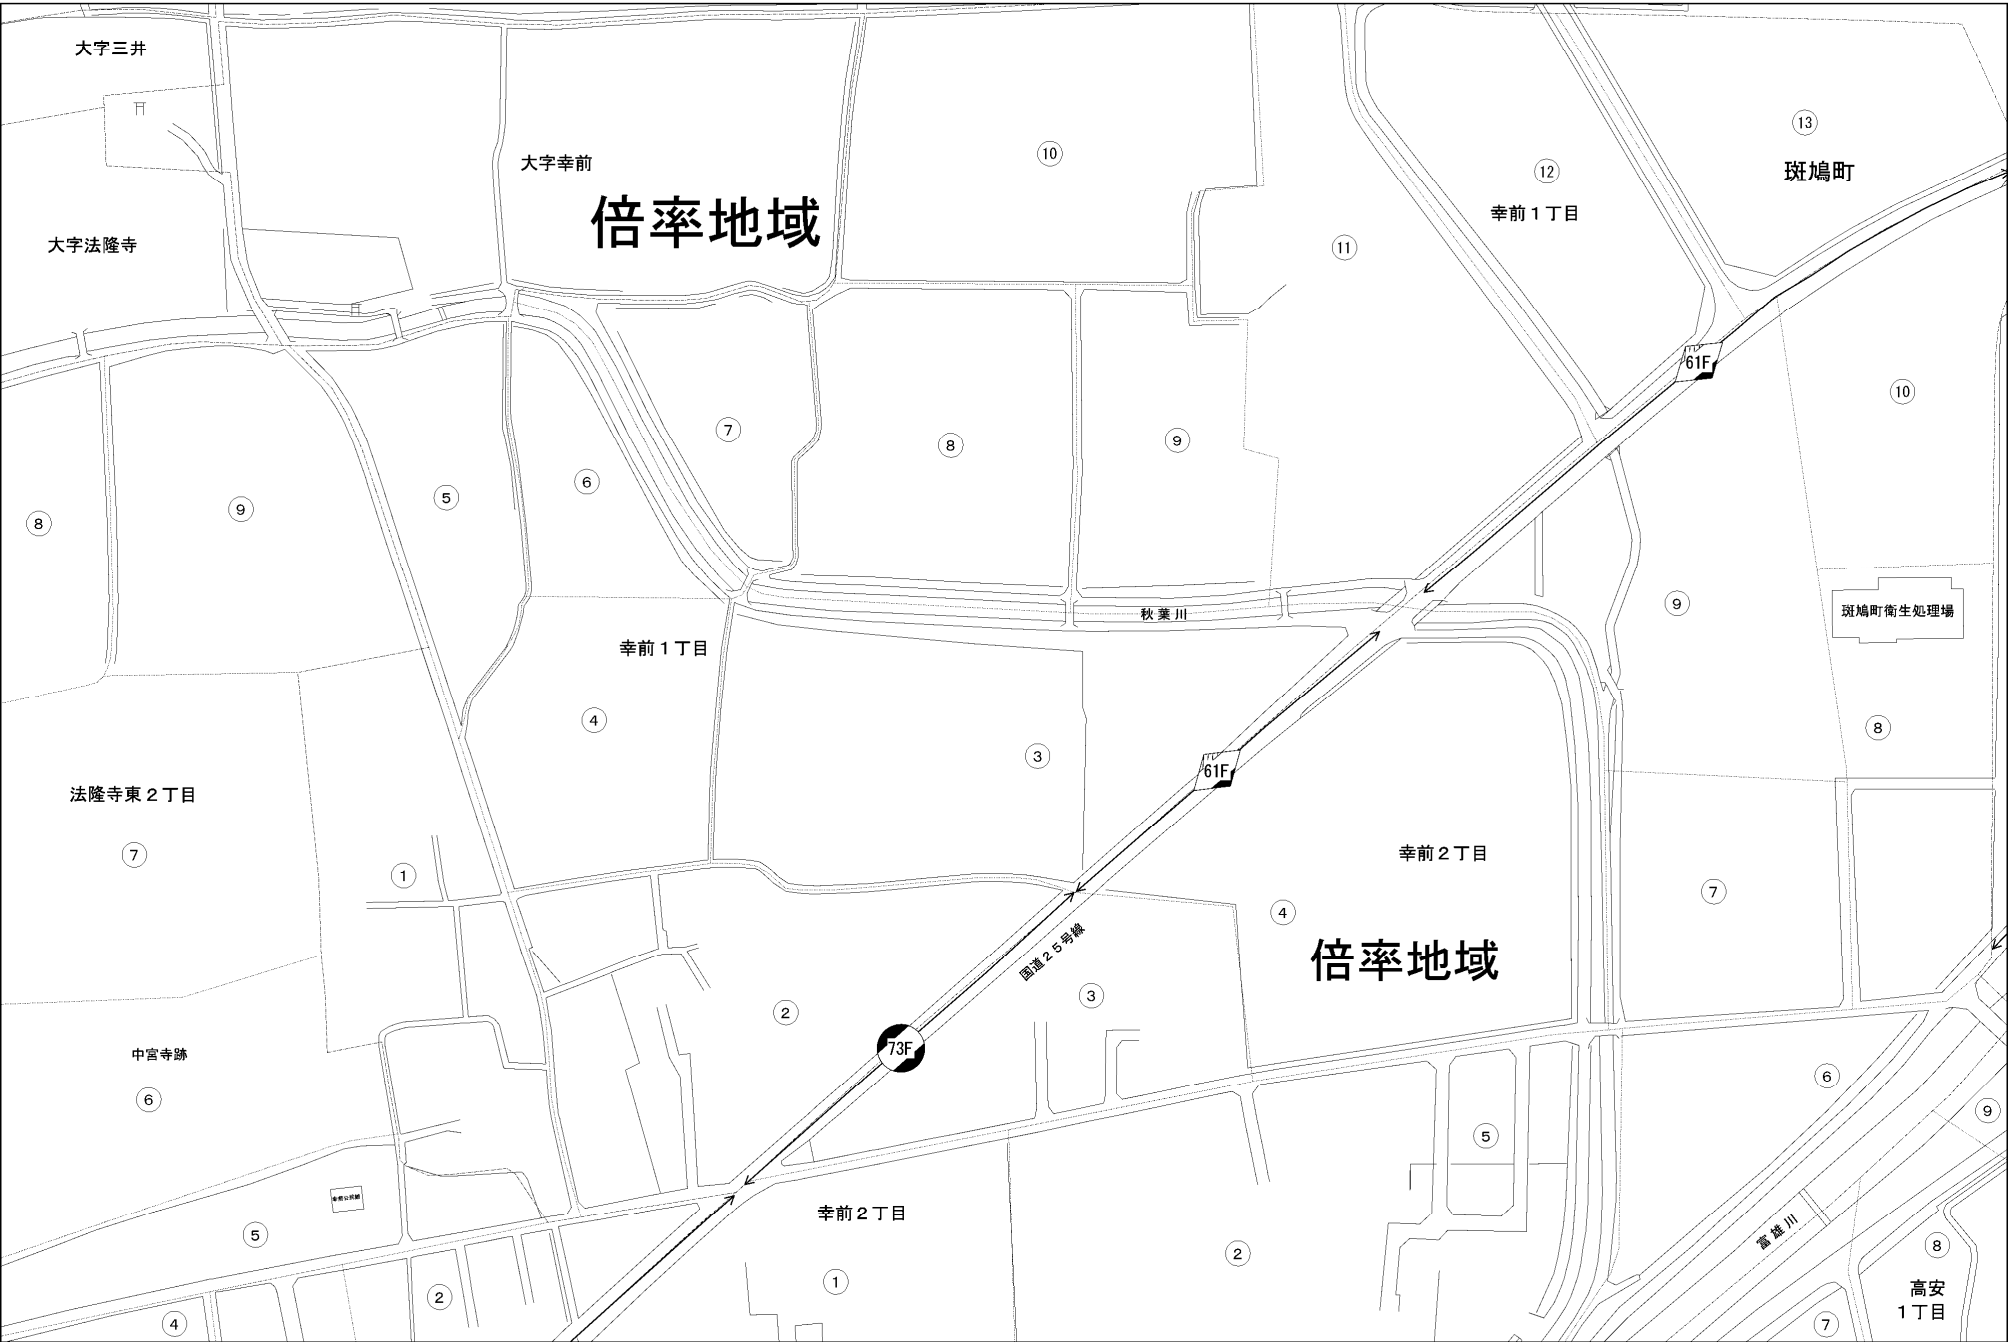 大字三井
⑬
⑩
大字幸前
⑫
斑鳩町
倍率地域
幸前1丁目
大字法隆寺
⑪
61F
⑩
⑦
⑨
⑧
⑥
⑤
⑨
⑧
⑨
秋葉川
斑鳩町衛生処理場
幸前1丁目
④
⑧
③
61F
法隆寺東2丁目
⑦
幸前2丁目
①
⑦
④
国道25号線
倍率地域
③
②
73F
中宮寺跡
⑥
⑥
⑨
⑤
⑤
幸前2丁目
富雄川
⑧
②
①
高安
1丁目
②
④
⑦